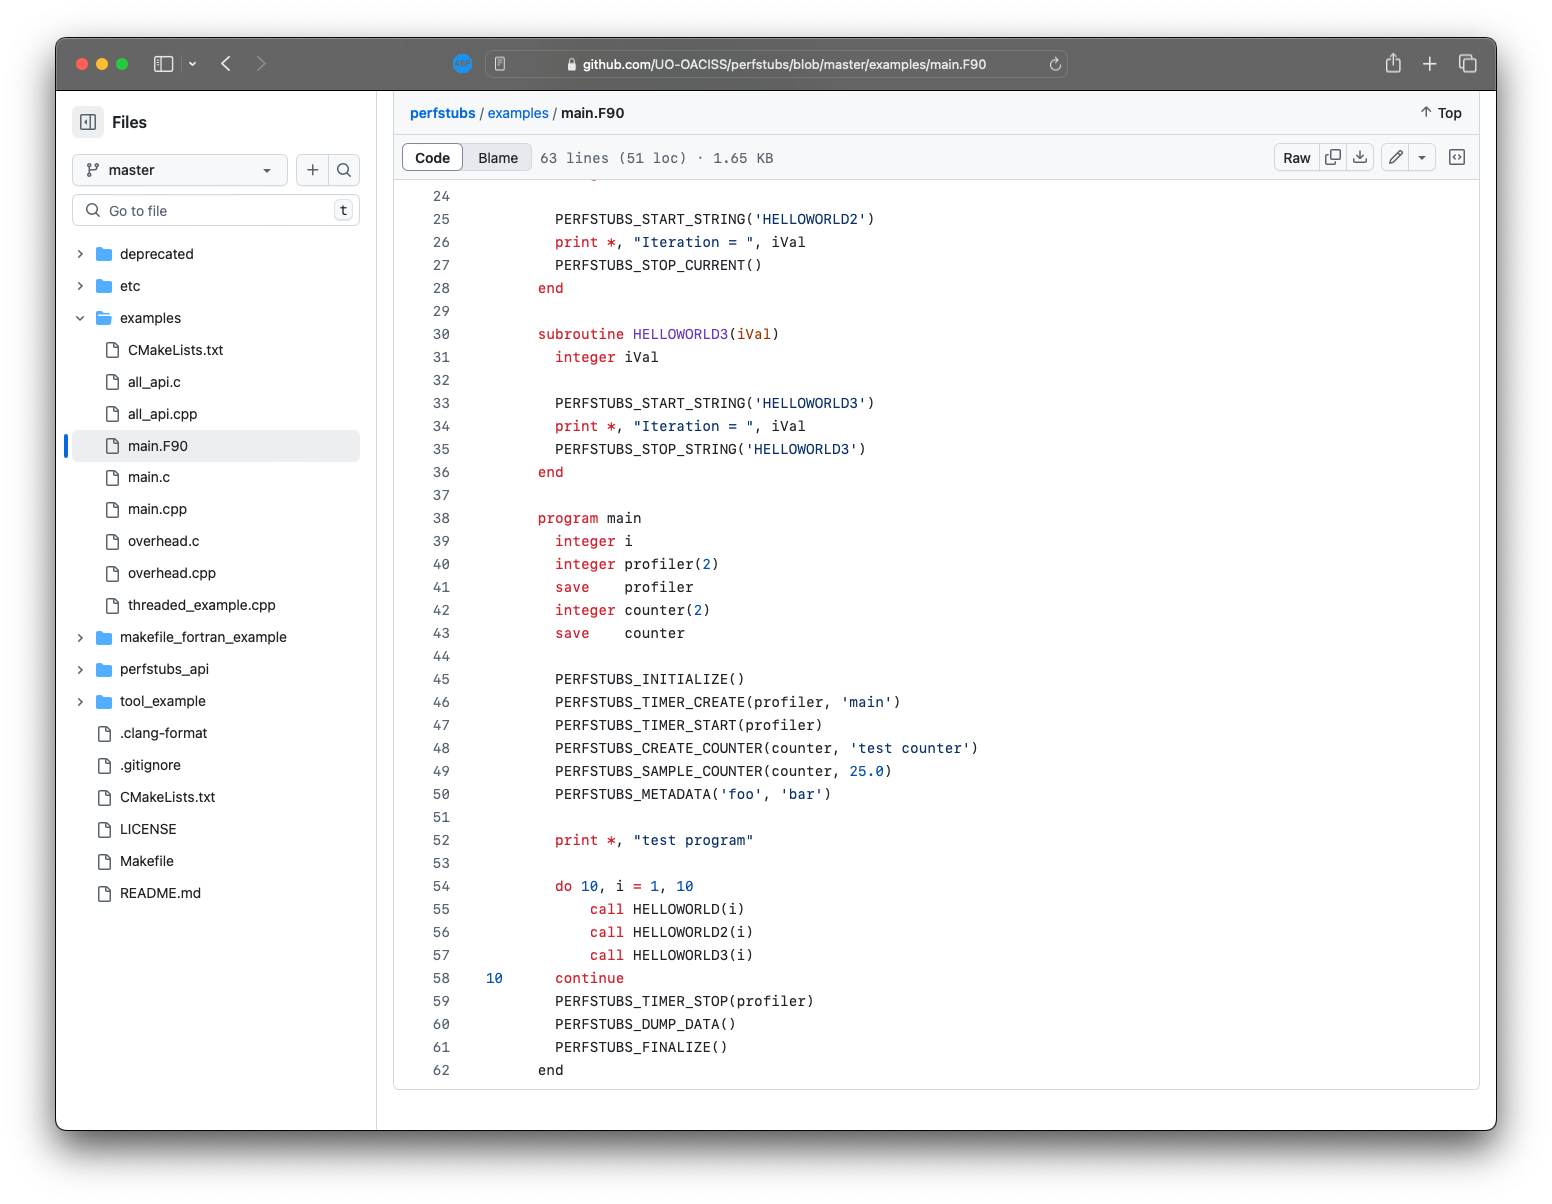 ABP
github.com/UO-OACISS/perfstubs/blob/master/examples/main.F90
Files
master
Go to file
t
deprecated
etc
examples
CMakeLists.txt
all_api.c
all_api.cpp
main.F90
main.c
main.cpp
overhead.c
overhead.cpp
threaded_example.cpp
makefile_fortran_example
perfstubs_api
tool_example
.clang-format
.gitignore
CMakeLists.txt
LICENSE
Makefile
README.md
perfstubs / examples / main.F90
Top
Code Blame 63 lines (51 loc) · 1.65 KB
Raw
24
25 PERFSTUBS_START_STRING('HELLOWORLD2')
26 print *, "Iteration = ", iVal
27 PERFSTUBS_STOP_CURRENT()
28 end
29
30 subroutine HELLOWORLD3(iVal)
31 integer iVal
32
33 PERFSTUBS_START_STRING('HELLOWORLD3')
34 print *, "Iteration = ", iVal
35 PERFSTUBS_STOP_STRING('HELLOWORLD3')
36 end
37
38 program main
39 integer i
40 integer profiler(2)
41 save    profiler
42 integer counter(2)
43 save    counter
44
45 PERFSTUBS_INITIALIZE()
46 PERFSTUBS_TIMER_CREATE(profiler, 'main')
47 PERFSTUBS_TIMER_START(profiler)
48 PERFSTUBS_CREATE_COUNTER(counter, 'test counter')
49 PERFSTUBS_SAMPLE_COUNTER(counter, 25.0)
50 PERFSTUBS_METADATA('foo', 'bar')
51
52 print *, "test program"
53
54 do 10, i = 1, 10
55 call HELLOWORLD(i)
56 call HELLOWORLD2(i)
57 call HELLOWORLD3(i)
58 10 continue
59 PERFSTUBS_TIMER_STOP(profiler)
60 PERFSTUBS_DUMP_DATA()
61 PERFSTUBS_FINALIZE()
62 end